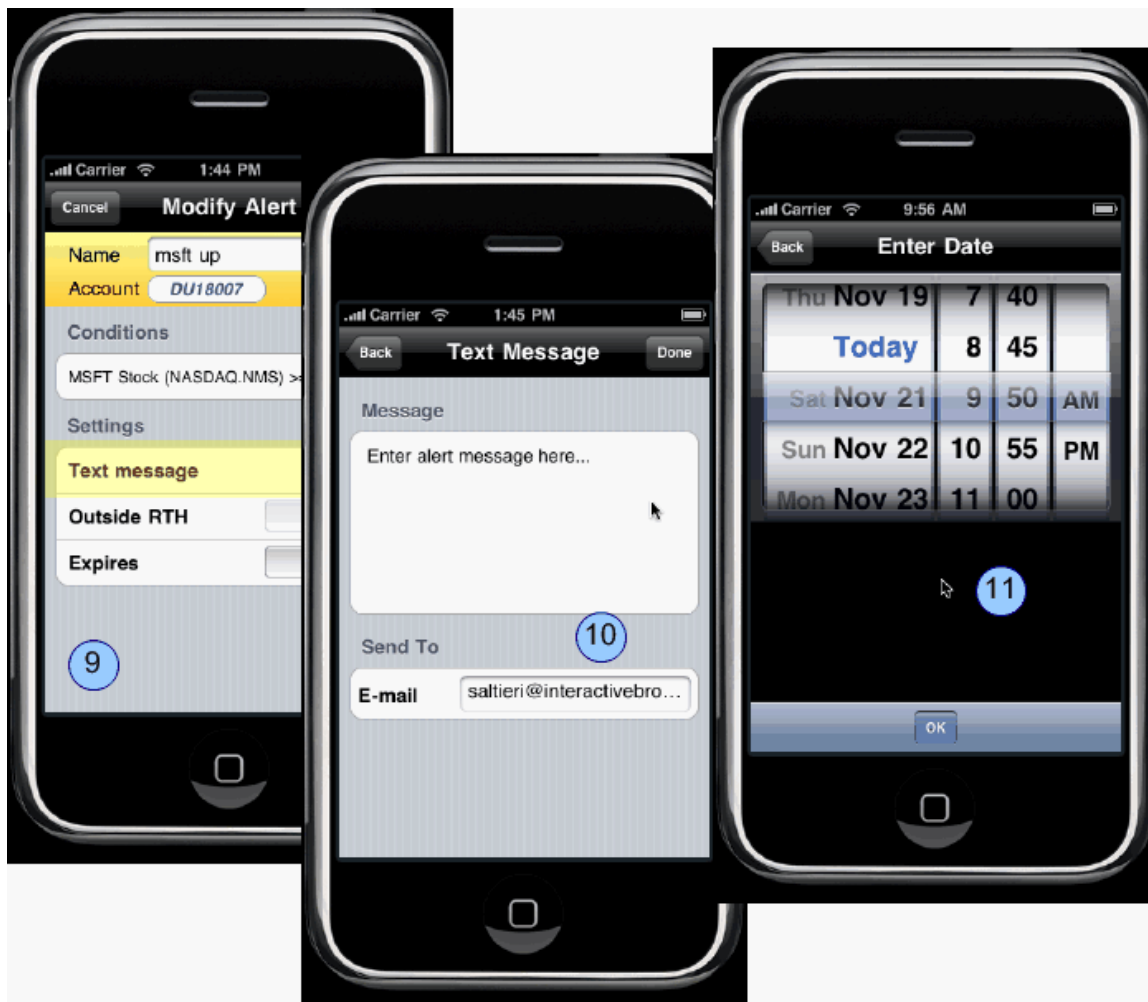 Carrier 1:44 PM
Cancel Modify Alert
Name msft up
Account DU18007
Conditions
MSFT Stock (NASDAQ.NMS) >=
Settings
Text message
Outside RTH
Expires
9
Carrier 1:45 PM
Back Text Message Done
Message
Enter alert message here...
Send To
10
E-mail saltieri@interactivebro...
Carrier 9:56 AM
Back Enter Date
Thu Nov 19 7 40
Today 8 45
Sat Nov 21 9 50 AM
Sun Nov 22 10 55 PM
Mon Nov 23 11 00
11
OK